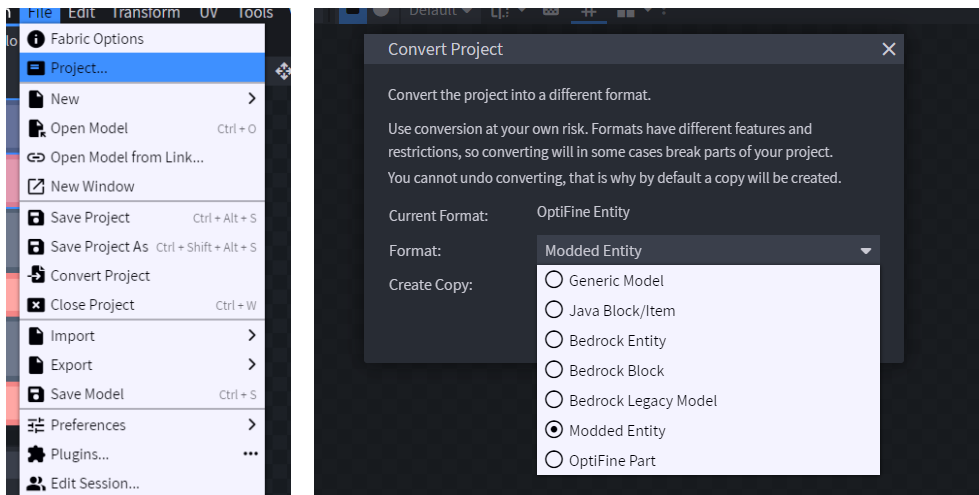 File Edit Transform UV Tools
Fabric Options
Project...
New
Open Model Ctrl + O
Open Model from Link...
New Window
Save Project Ctrl + Alt + S
Save Project As Ctrl + Shift + Alt + S
Convert Project
Close Project Ctrl + W
Import
Export
Save Model Ctrl + S
Preferences
Plugins...
Edit Session...
Default
Convert Project
Convert the project into a different format.
Use conversion at your own risk. Formats have different features and
restrictions, so converting will in some cases break parts of your project.
You cannot undo converting, that is why by default a copy will be created.
Current Format: OptiFine Entity
Format: Modded Entity
Create Copy:
Generic Model
Java Block/Item
Bedrock Entity
Bedrock Block
Bedrock Legacy Model
Modded Entity
OptiFine Part